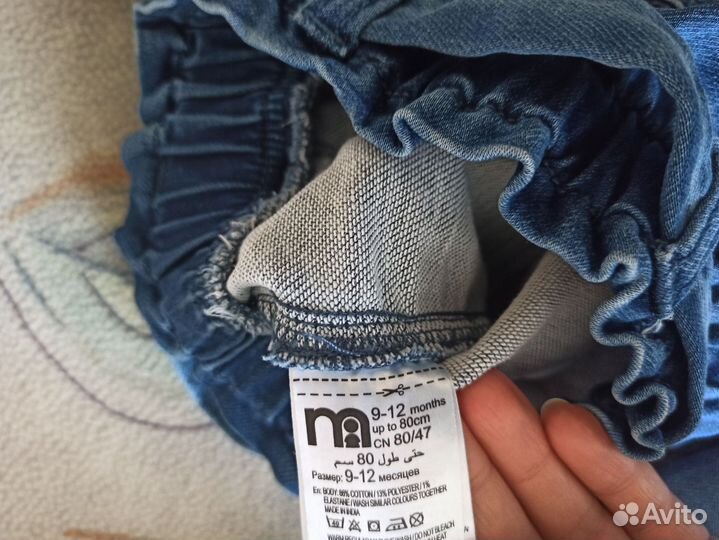 9-12 months
up to 80cm
CN 80/47
حتى طول 80 سم
Размер: 9-12 месяцев
En: BODY: 86% COTTON / 13% POLYESTER / 1%
ELASTANE / WASH SIMILAR COLOURS TOGETHER
MADE IN INDIA
DO NOT BLEACH
HEAT
Avito